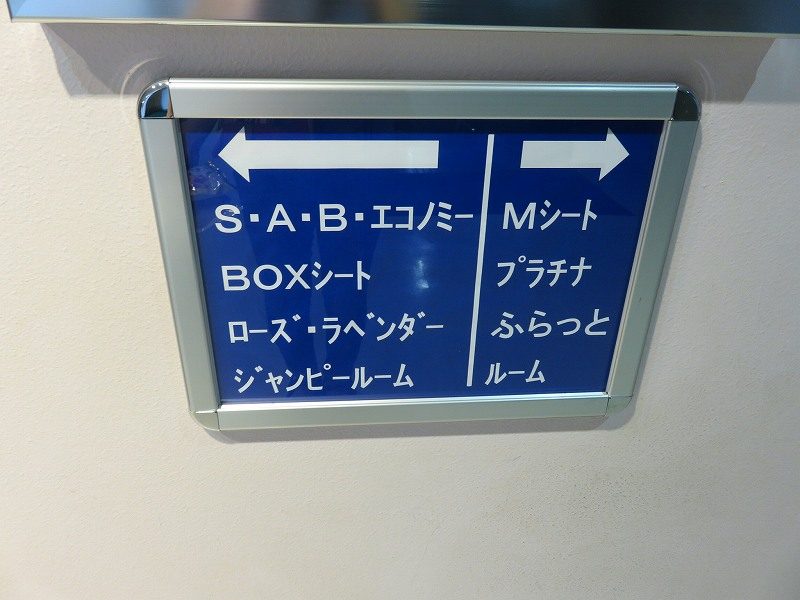 S・A・B・エコノミー
BOXシート
ローズ・ラベンダー
ジャンピールーム
Mシート
プラチナ
ふらっと
ルーム